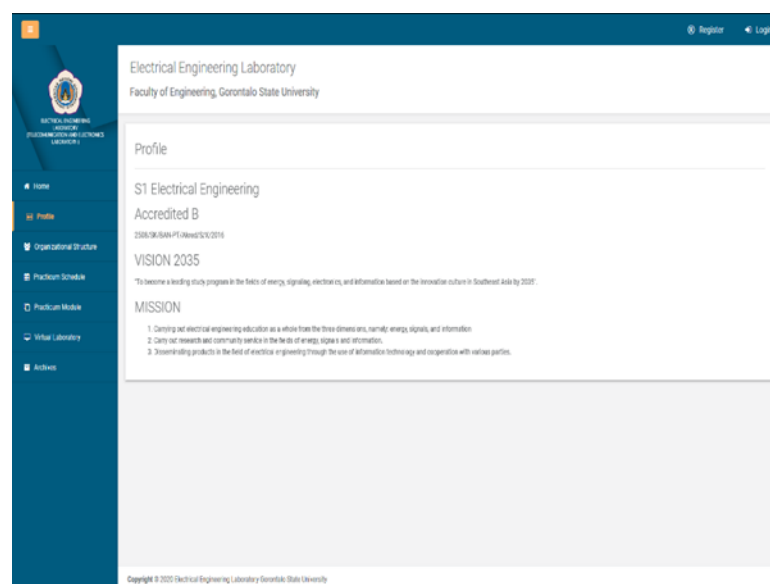 Register Login
ELECTRICAL ENGINEERING
LABORATORY
(TELECOMUNICATION AND ELECTRONICS
LABORATORY)
Home
Profile
Organizational Structure
Practicum Schedule
Practicum Module
Virtual Laboratory
Archives
Electrical Engineering Laboratory
Faculty of Engineering, Gorontalo State University
Profile
S1 Electrical Engineering
Accredited B
VISION 2035
"To become a leading study program in the fields of energy, signaling, electronics, and information based on the innovation culture in Southeast Asia by 2035".
MISSION
1. Carrying out electrical engineering education as a whole from the three dimensions, namely: energy, signals, and information
2. Carry out research and community service in the fields of energy, signals and information.
3. Disseminating products in the field of electrical engineering through the use of information technology and cooperation with various parties.
Copyright © 2020 Electrical Engineering Laboratory Gorontalo State University